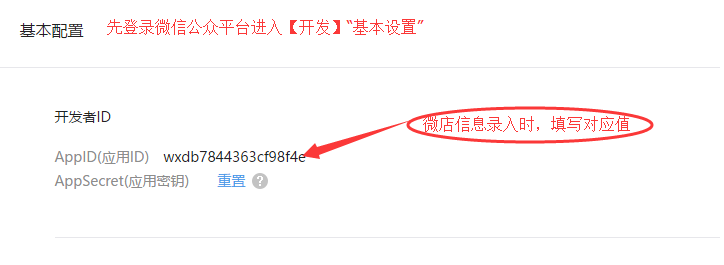 基本配置 先登录微信公众平台进入【开发】“基本设置”
开发者ID
微店信息录入时，填写对应值
AppID(应用ID) wxdb7844363cf98f4e
AppSecret(应用密钥) 重置 ?